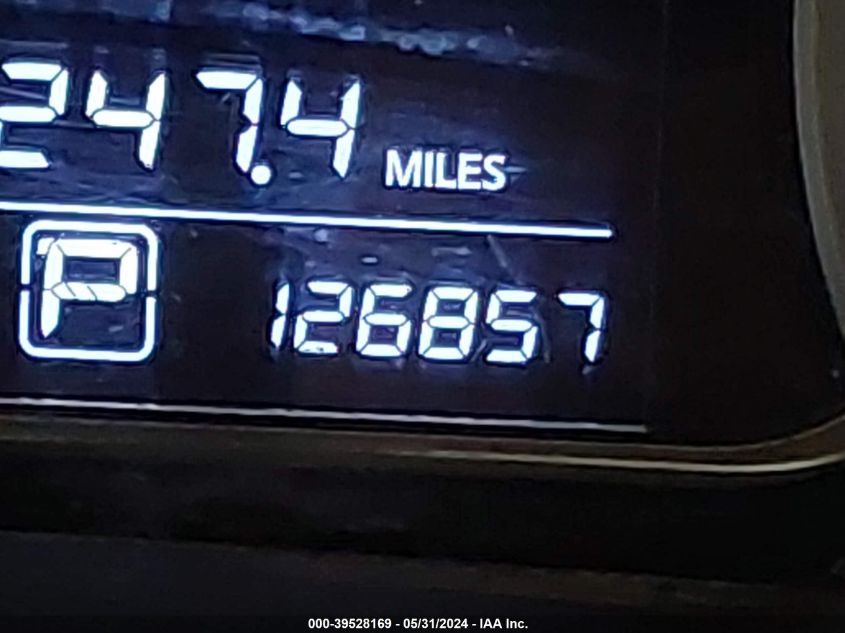 247.4 MILES
P 126857
000-39528169 - 05/31/2024 - IAA Inc.